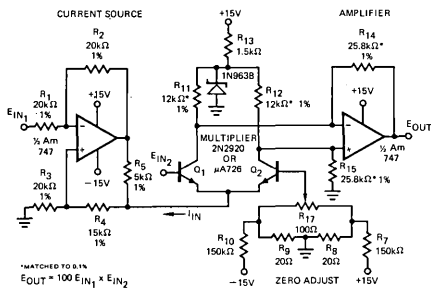 CURRENT SOURCE
AMPLIFIER
+15V
R2
20kΩ
1%
R13
1.5kΩ
R14
25.8kΩ*
1%
1N963B
R11
12kΩ*
1%
R12
12kΩ* 1%
R1
20kΩ
1%
EIN1
+15V
½ Am
747
−15V
+15V
EOUT
½ Am
747
MULTIPLIER
2N2920
OR
µA726
EIN2
Q1
Q2
R5
5kΩ
1%
R3
20kΩ
1%
R4
15kΩ
1%
IIN
R15
25.8kΩ*
1%
R17
100Ω
R10
150kΩ
R9
20Ω
R8
20Ω
R7
150kΩ
−15V
ZERO ADJUST
+15V
*MATCHED TO 0.1%
EOUT = 100 EIN1 x EIN2